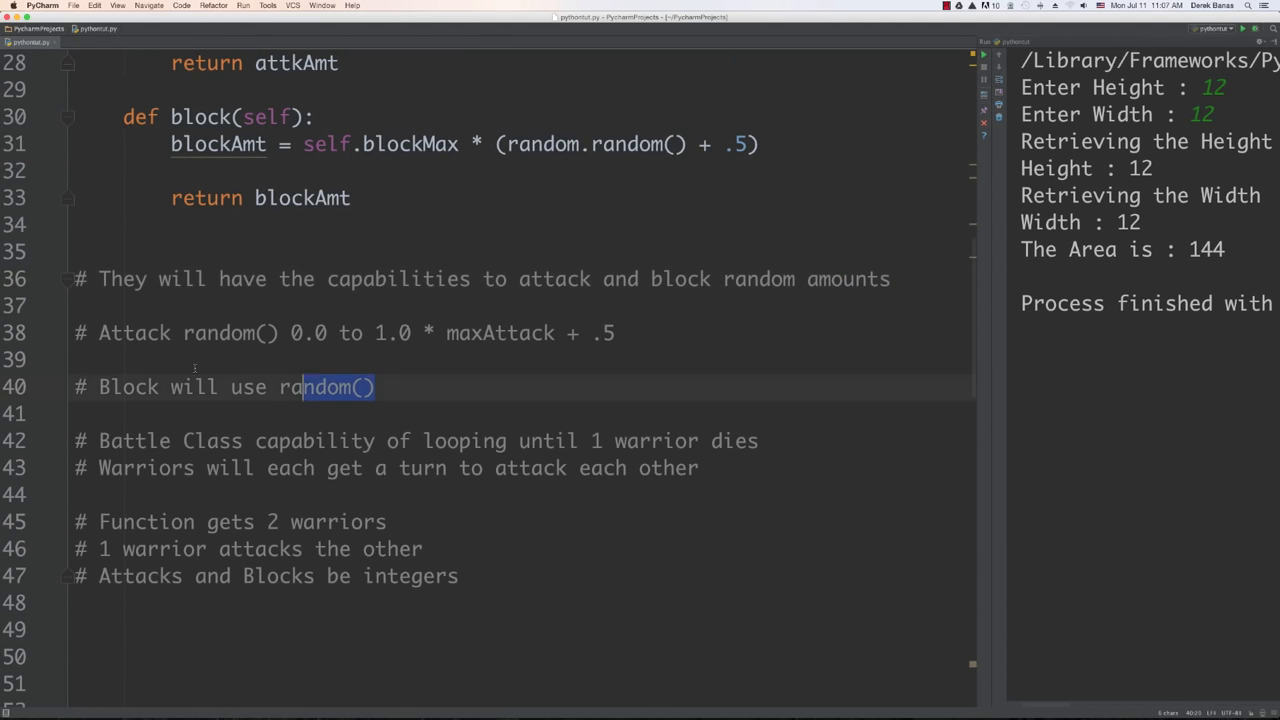 PyCharm File Edit View Navigate Code Refactor Run Tools VCS Window Help
10 Mon Jul 11 11:07 AM Derek Banas
pythontut.py - PycharmProjects - [~/PycharmProjects]
PycharmProjects pythontut.py
pythontut
pythontut.py
Run pythontut
28 return attkAmt
29
30 def block(self):
31 blockAmt = self.blockMax * (random.random() + .5)
32
33 return blockAmt
34
35
36 # They will have the capabilities to attack and block random amounts
37
38 # Attack random() 0.0 to 1.0 * maxAttack + .5
39
40 # Block will use random()
41
42 # Battle Class capability of looping until 1 warrior dies
43 # Warriors will each get a turn to attack each other
44
45 # Function gets 2 warriors
46 # 1 warrior attacks the other
47 # Attacks and Blocks be integers
48
49
50
51
/Library/Frameworks/Py
Enter Height : 12
Enter Width : 12
Retrieving the Height
Height : 12
Retrieving the Width
Width : 12
The Area is : 144
Process finished with